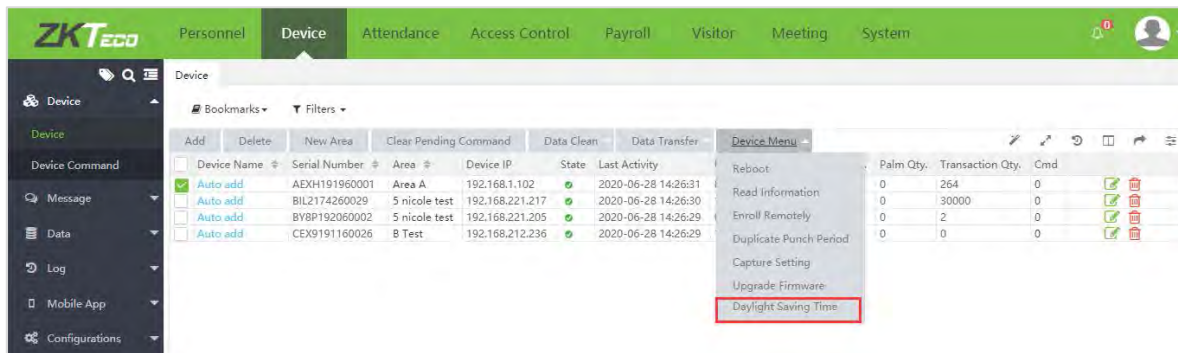 ZKTECO Personnel Device Attendance Access Control Payroll Visitor Meeting System 0
Device
Device
Bookmarks Filters
Device
Add Delete New Area Clear Pending Command Data Clean Data Transfer Device Menu
Device Command
Device Name Serial Number Area Device IP State Last Activity Palm Qty. Transaction Qty. Cmd
Auto add AEXH191960001 Area A 192.168.1.102 2020-06-28 14:26:31 0 264 0
Auto add BIL2174260029 5 nicole test 192.168.221.217 2020-06-28 14:26:30 0 30000 0
Auto add BY8P192060002 5 nicole test 192.168.221.205 2020-06-28 14:26:29 0 2 0
Auto add CEX9191160026 B Test 192.168.212.236 2020-06-28 14:26:29 0 0 0
Reboot
Read Information
Enroll Remotely
Duplicate Punch Period
Capture Setting
Upgrade Firmware
Daylight Saving Time
Message
Data
Log
Mobile App
Configurations